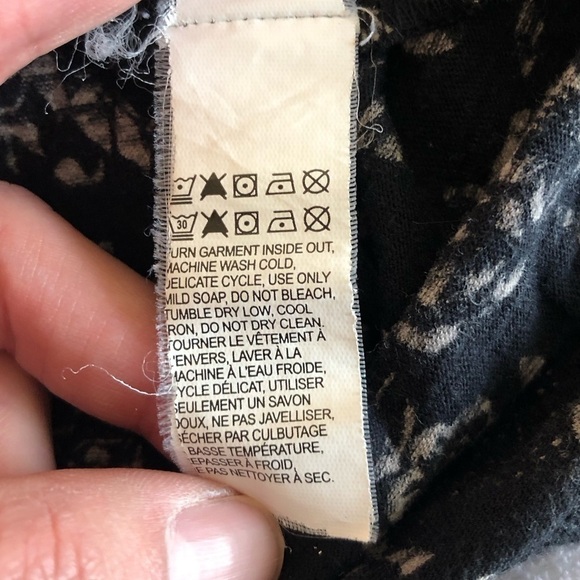 30
TURN GARMENT INSIDE OUT,
MACHINE WASH COLD,
DELICATE CYCLE, USE ONLY
MILD SOAP, DO NOT BLEACH,
TUMBLE DRY LOW, COOL
IRON, DO NOT DRY CLEAN.
TOURNER LE VÊTEMENT À
L'ENVERS, LAVER À LA
MACHINE À L'EAU FROIDE,
CYCLE DÉLICAT, UTILISER
SEULEMENT UN SAVON
DOUX, NE PAS JAVELLISER,
SÉCHER PAR CULBUTAGE
BASSE TEMPÉRATURE,
REPASSER À FROID,
NE PAS NETTOYER À SEC.